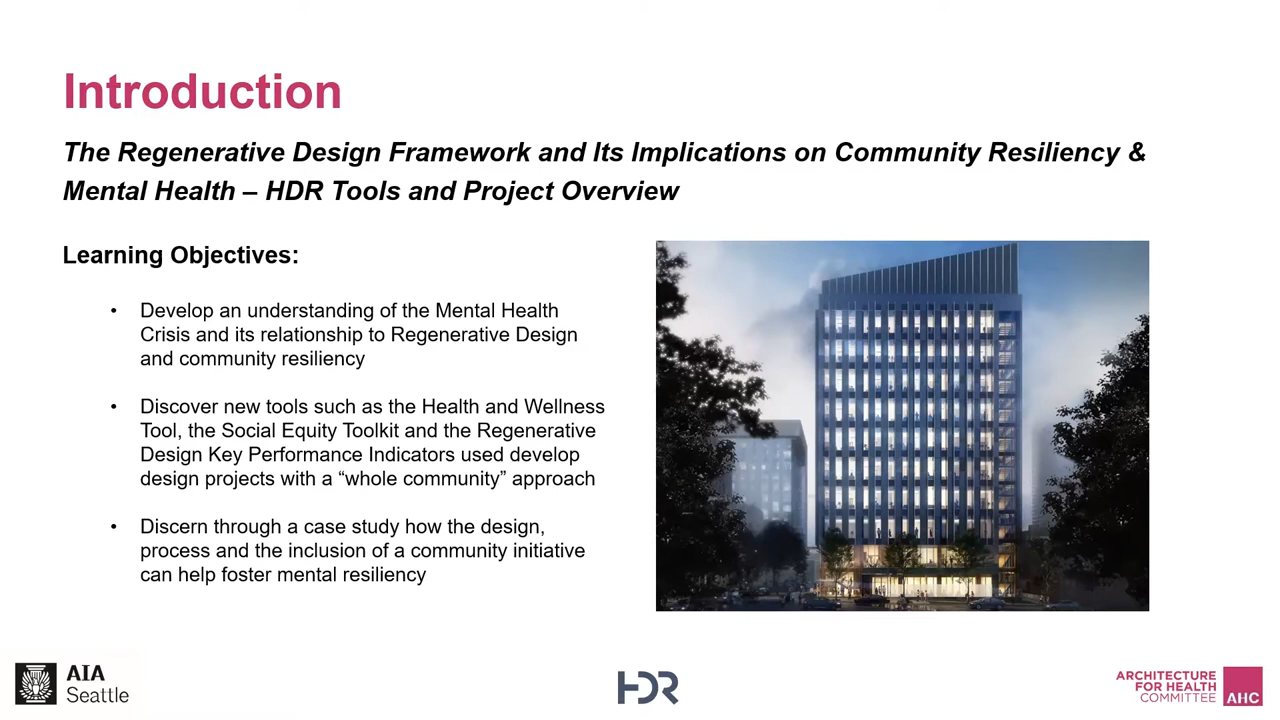 Introduction
The Regenerative Design Framework and Its Implications on Community Resiliency &
Mental Health – HDR Tools and Project Overview
Learning Objectives:
• Develop an understanding of the Mental Health
Crisis and its relationship to Regenerative Design
and community resiliency
• Discover new tools such as the Health and Wellness
Tool, the Social Equity Toolkit and the Regenerative
Design Key Performance Indicators used develop
design projects with a “whole community” approach
• Discern through a case study how the design,
process and the inclusion of a community initiative
can help foster mental resiliency
AIA
Seattle
HDR
ARCHITECTURE
FOR HEALTH
COMMITTEE
AHC